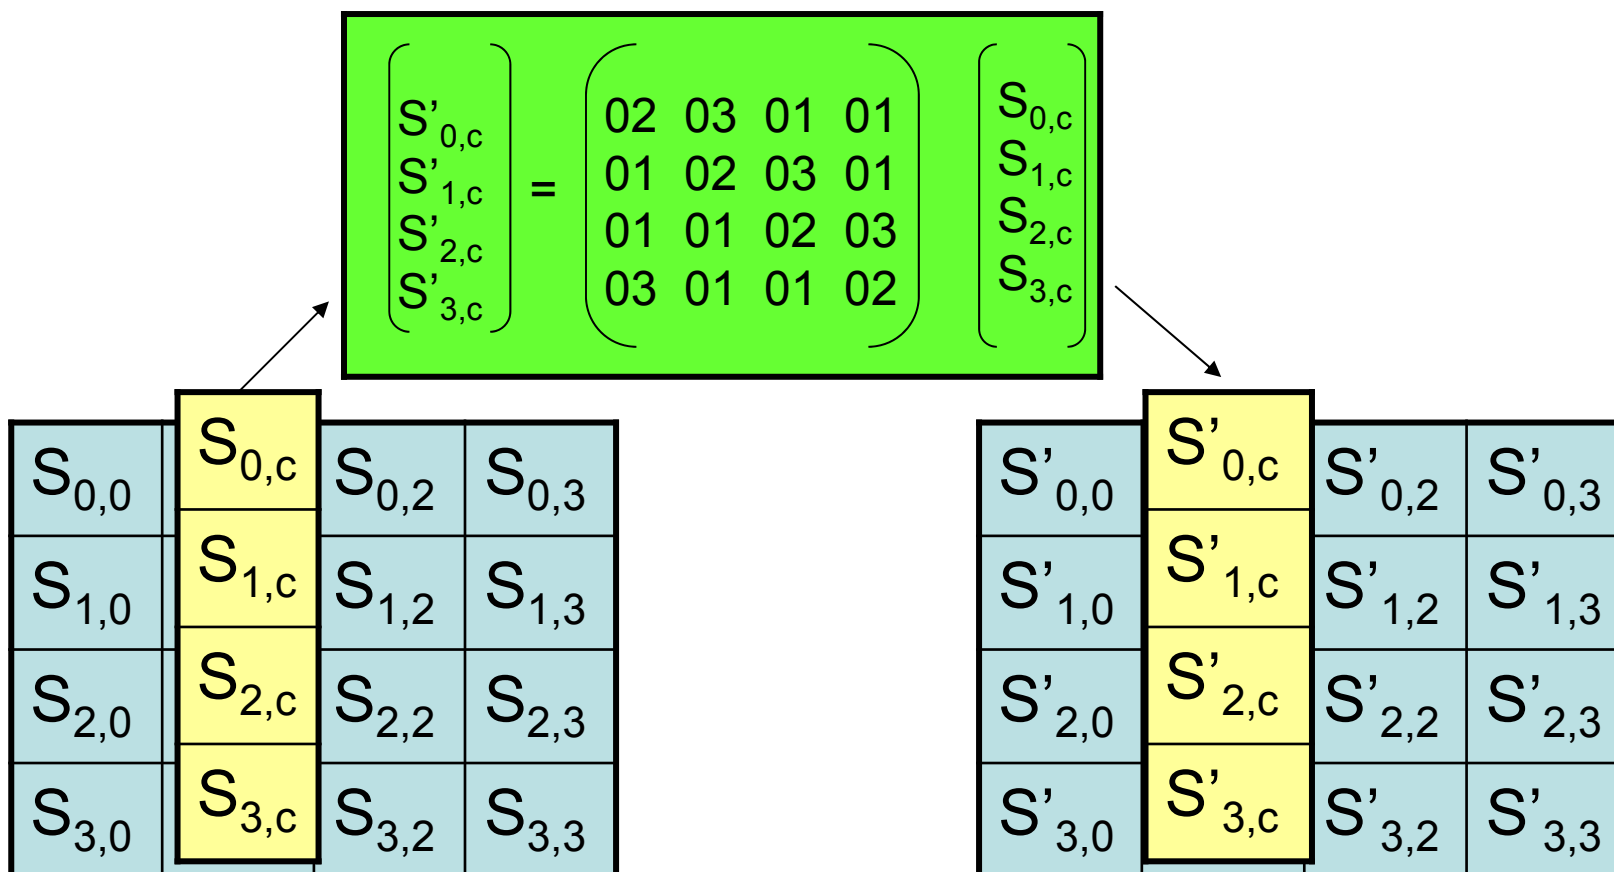 S’0,c = 02 03 01 01 S0,c
S’1,c 01 02 03 01 S1,c
S’2,c 01 01 02 03 S2,c
S’3,c 03 01 01 02 S3,c
S0,0 S0,c S0,2 S0,3
S1,0 S1,c S1,2 S1,3
S2,0 S2,c S2,2 S2,3
S3,0 S3,c S3,2 S3,3
S’0,0 S’0,c S’0,2 S’0,3
S’1,0 S’1,c S’1,2 S’1,3
S’2,0 S’2,c S’2,2 S’2,3
S’3,0 S’3,c S’3,2 S’3,3